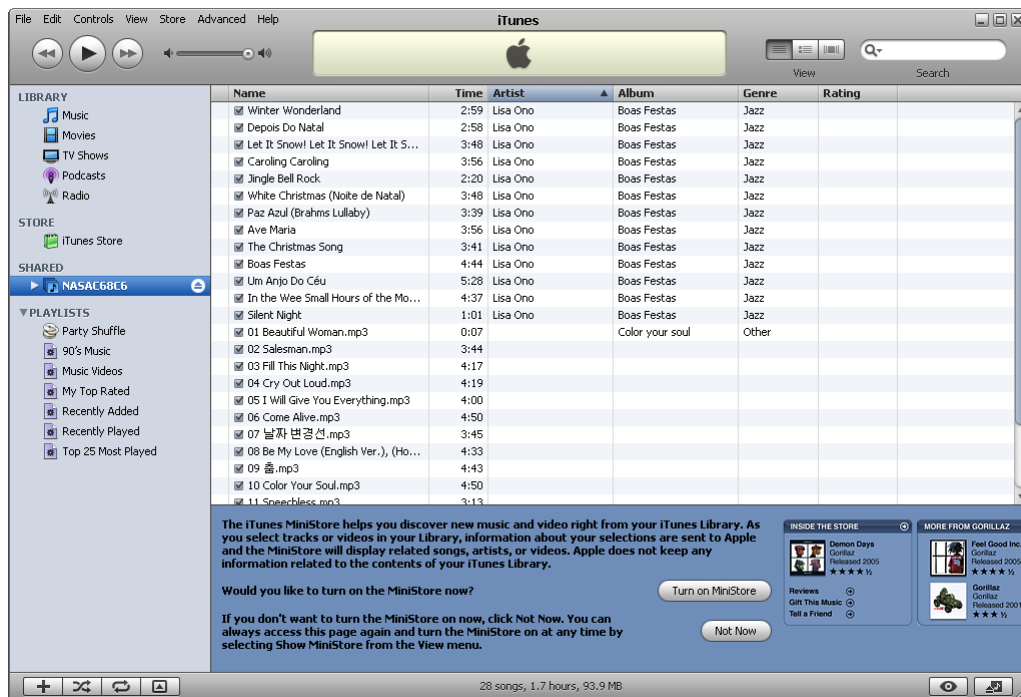 File Edit Controls View Store Advanced Help
iTunes
View
Search
LIBRARY
Music
Movies
TV Shows
Podcasts
Radio
STORE
iTunes Store
SHARED
NASAC68C6
PLAYLISTS
Party Shuffle
90's Music
Music Videos
My Top Rated
Recently Added
Recently Played
Top 25 Most Played
Name Time Artist Album Genre Rating
Winter Wonderland 2:59 Lisa Ono Boas Festas Jazz
Depois Do Natal 2:58 Lisa Ono Boas Festas Jazz
Let It Snow! Let It Snow! Let It S... 3:48 Lisa Ono Boas Festas Jazz
Caroling Caroling 3:56 Lisa Ono Boas Festas Jazz
Jingle Bell Rock 2:20 Lisa Ono Boas Festas Jazz
White Christmas (Noite de Natal) 3:48 Lisa Ono Boas Festas Jazz
Paz Azul (Brahms Lullaby) 3:39 Lisa Ono Boas Festas Jazz
Ave Maria 3:56 Lisa Ono Boas Festas Jazz
The Christmas Song 3:41 Lisa Ono Boas Festas Jazz
Boas Festas 4:44 Lisa Ono Boas Festas Jazz
Um Anjo Do Céu 5:28 Lisa Ono Boas Festas Jazz
In the Wee Small Hours of the Mo... 4:37 Lisa Ono Boas Festas Jazz
Silent Night 1:01 Lisa Ono Boas Festas Jazz
01 Beautiful Woman.mp3 0:07 Color your soul Other
02 Salesman.mp3 3:44
03 Fill This Night.mp3 4:17
04 Cry Out Loud.mp3 4:19
05 I Will Give You Everything.mp3 4:00
06 Come Alive.mp3 4:50
07 날짜 변경선.mp3 3:45
08 Be My Love (English Ver.), (Ho... 4:33
09 춤.mp3 4:43
10 Color Your Soul.mp3 4:50
11 Speechless.mp3 3:13
The iTunes MiniStore helps you discover new music and video right from your iTunes Library. As
you select tracks or videos in your Library, information about your selections are sent to Apple
and the MiniStore will display related songs, artists, or videos. Apple does not keep any
information related to the contents of your iTunes Library.
Would you like to turn on the MiniStore now?
Turn on MiniStore
If you don't want to turn the MiniStore on now, click Not Now. You can
always access this page again and turn the MiniStore on at any time by
selecting Show MiniStore from the View menu.
Not Now
INSIDE THE STORE
Demon Days
Gorillaz
Released 2005
Reviews
Gift This Music
Tell a Friend
MORE FROM GORILLAZ
Feel Good Inc.
Gorillaz
Released 2005
Gorillaz
Gorillaz
Released 2001
28 songs, 1.7 hours, 93.9 MB